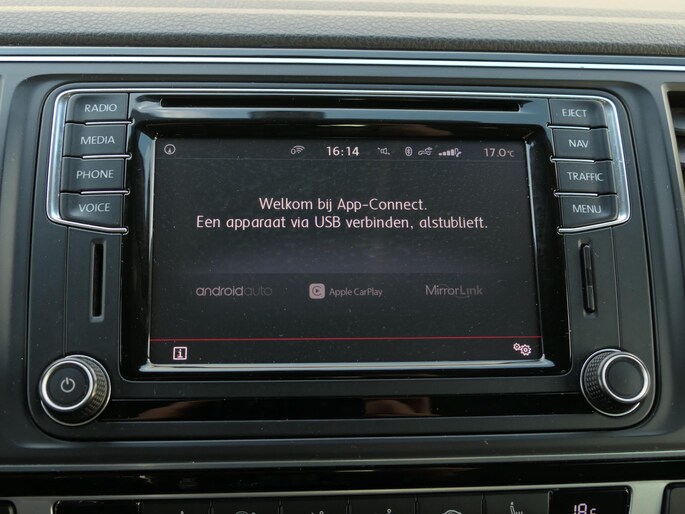 RADIO
EJECT
MEDIA
NAV
PHONE
TRAFFIC
VOICE
MENU
16:14
17.0°C
Welkom bij App-Connect.
Een apparaat via USB verbinden, alstublieft.
androidauto
Apple CarPlay
MirrorLink
i
18c